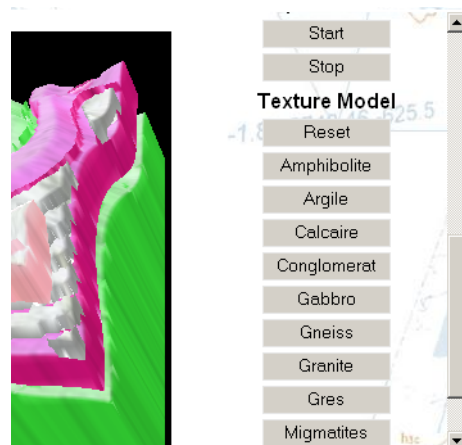 Start
Stop
Texture Model
Reset
Amphibolite
Argile
Calcaire
Conglomerat
Gabbro
Gneiss
Granite
Gres
Migmatites